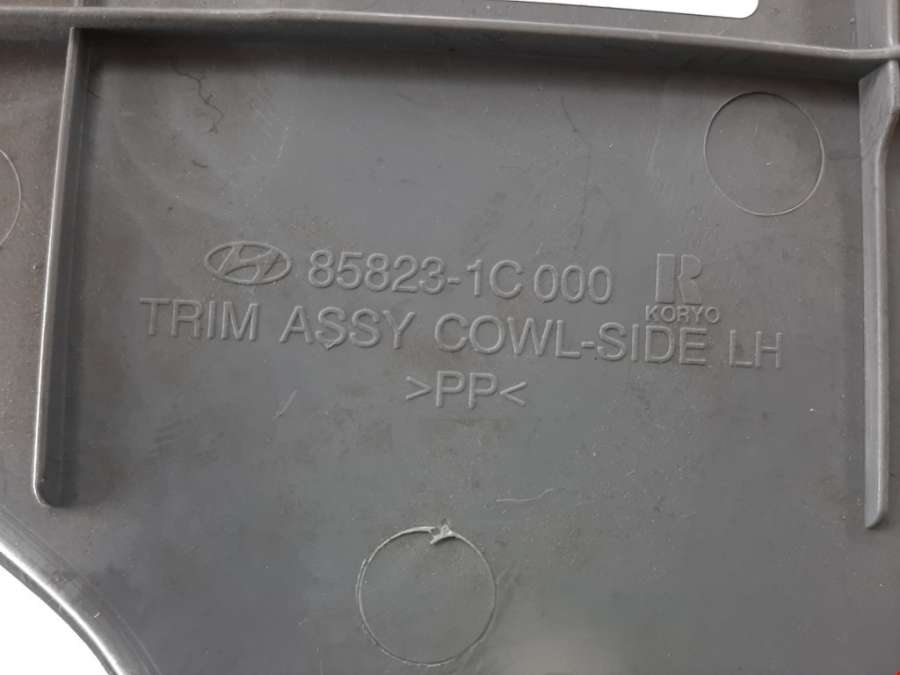 85823-1C000
KORYO
TRIM ASSY COWL-SIDE LH
>PP<